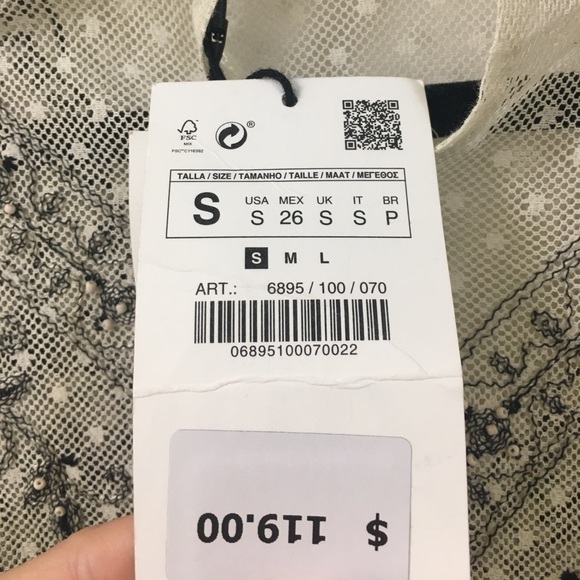 FSC
MIX
®
TALLA / SIZE / TAMANHO / TAILLE / MAAT / ΜΕΓΕΘΟΣ
S
USA MEX UK IT BR
S 26 S S P
S M L
ART.: 6895 / 100 / 070
06895100070022
$ 119.00